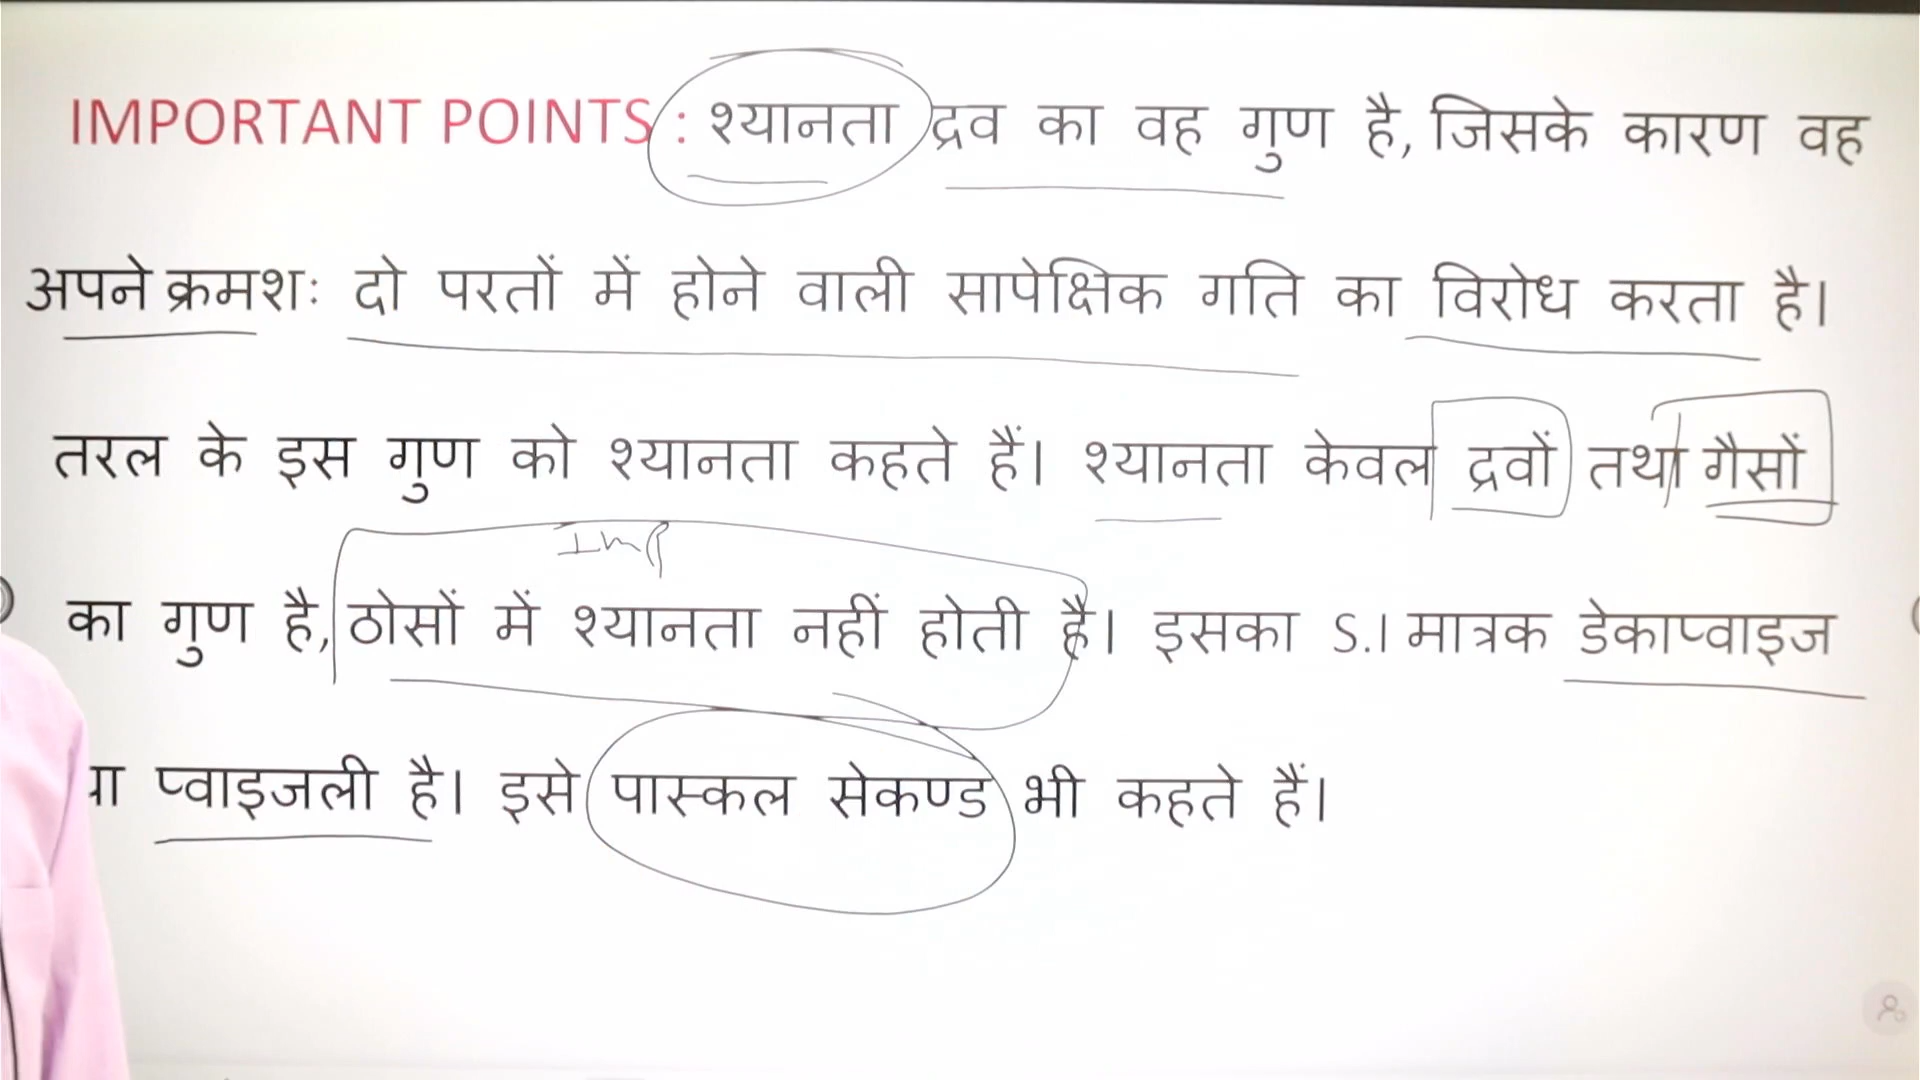 IMPORTANT POINTS : श्यानता द्रव का वह गुण है, जिसके कारण वह
अपने क्रमशः दो परतों में होने वाली सापेक्षिक गति का विरोध करता है।
तरल के इस गुण को श्यानता कहते हैं। श्यानता केवल द्रवों तथा गैसों
Imp
का गुण है, ठोसों में श्यानता नहीं होती है। इसका S.I मात्रक डेकाप्वाइज
या प्वाइजली है। इसे पास्कल सेकण्ड भी कहते हैं।